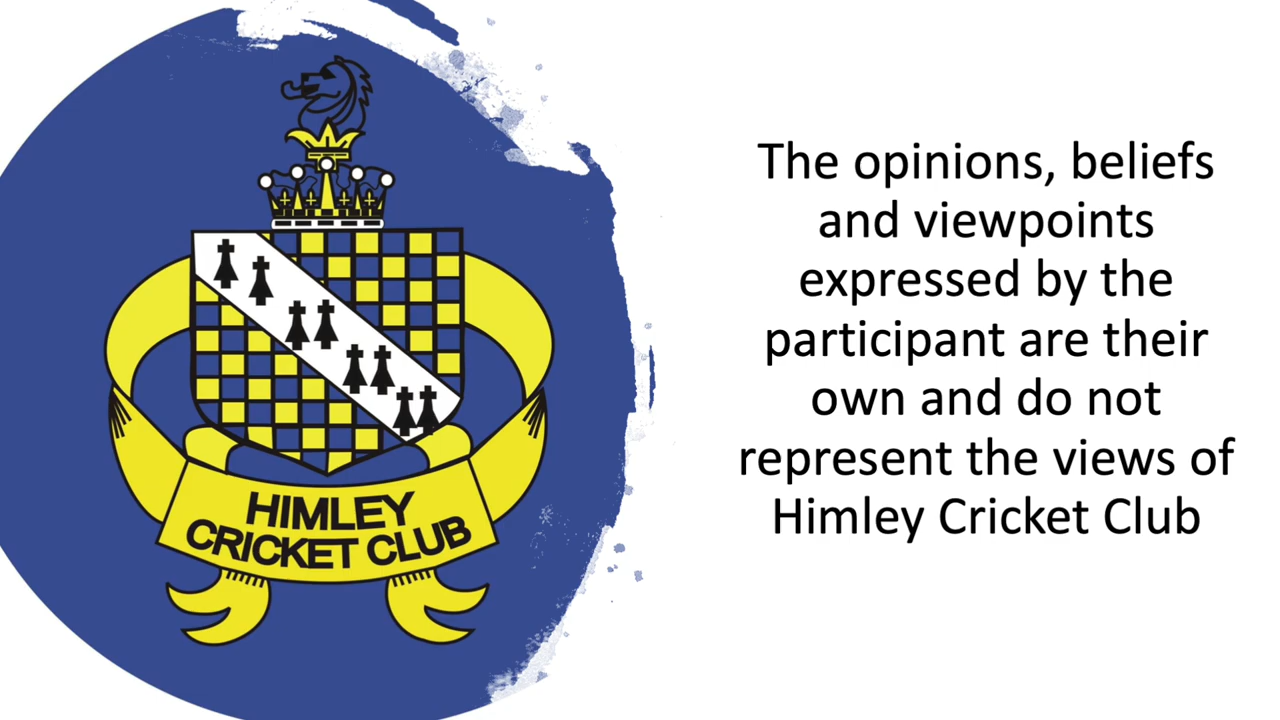 HIMLEY
CRICKET CLUB
The opinions, beliefs
and viewpoints
expressed by the
participant are their
own and do not
represent the views of
Himley Cricket Club